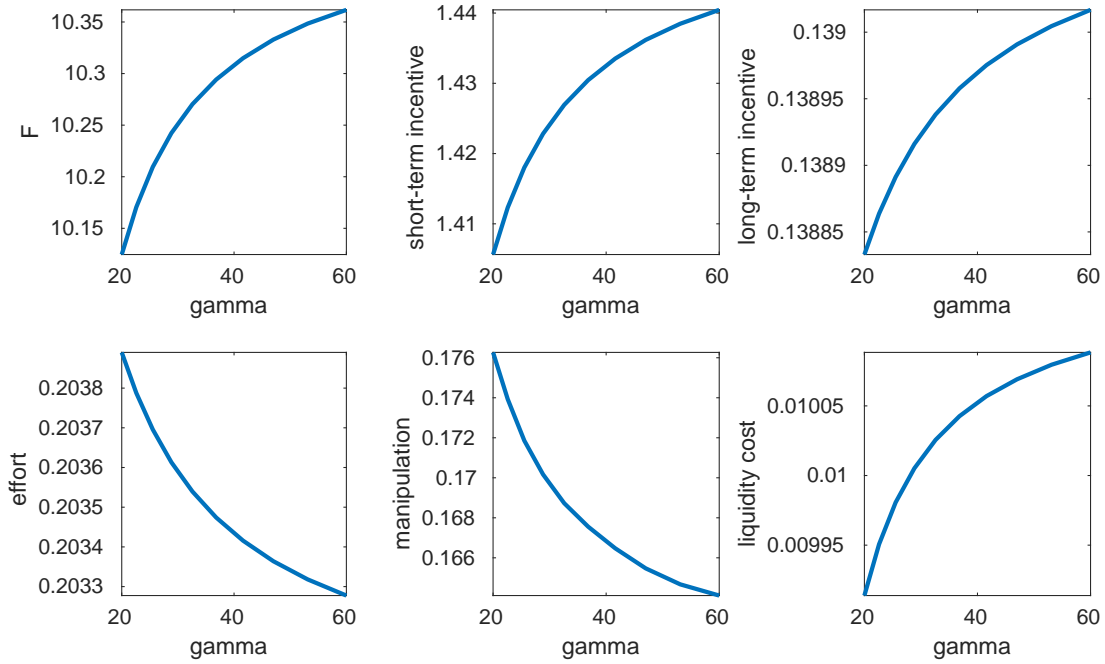 F
10.35
10.3
10.25
10.2
10.15
20 40 60
gamma
short-term incentive
1.44
1.43
1.42
1.41
20 40 60
gamma
long-term incentive
0.139
0.13895
0.1389
0.13885
20 40 60
gamma
effort
0.2038
0.2037
0.2036
0.2035
0.2034
0.2033
20 40 60
gamma
manipulation
0.176
0.174
0.172
0.17
0.168
0.166
20 40 60
gamma
liquidity cost
0.01005
0.01
0.00995
20 40 60
gamma